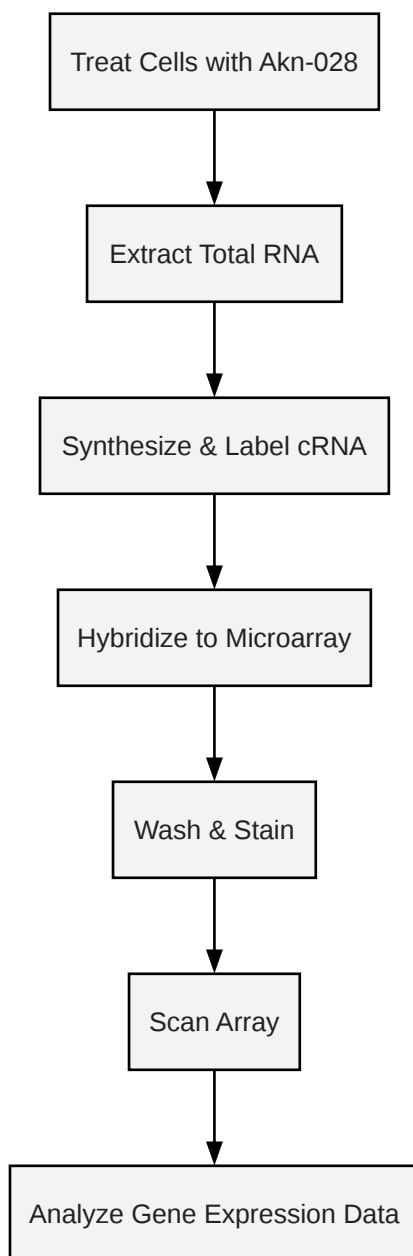 Treat Cells with Akn-028
Extract Total RNA
Synthesize & Label cRNA
Hybridize to Microarray
Wash & Stain
Scan Array
Analyze Gene Expression Data